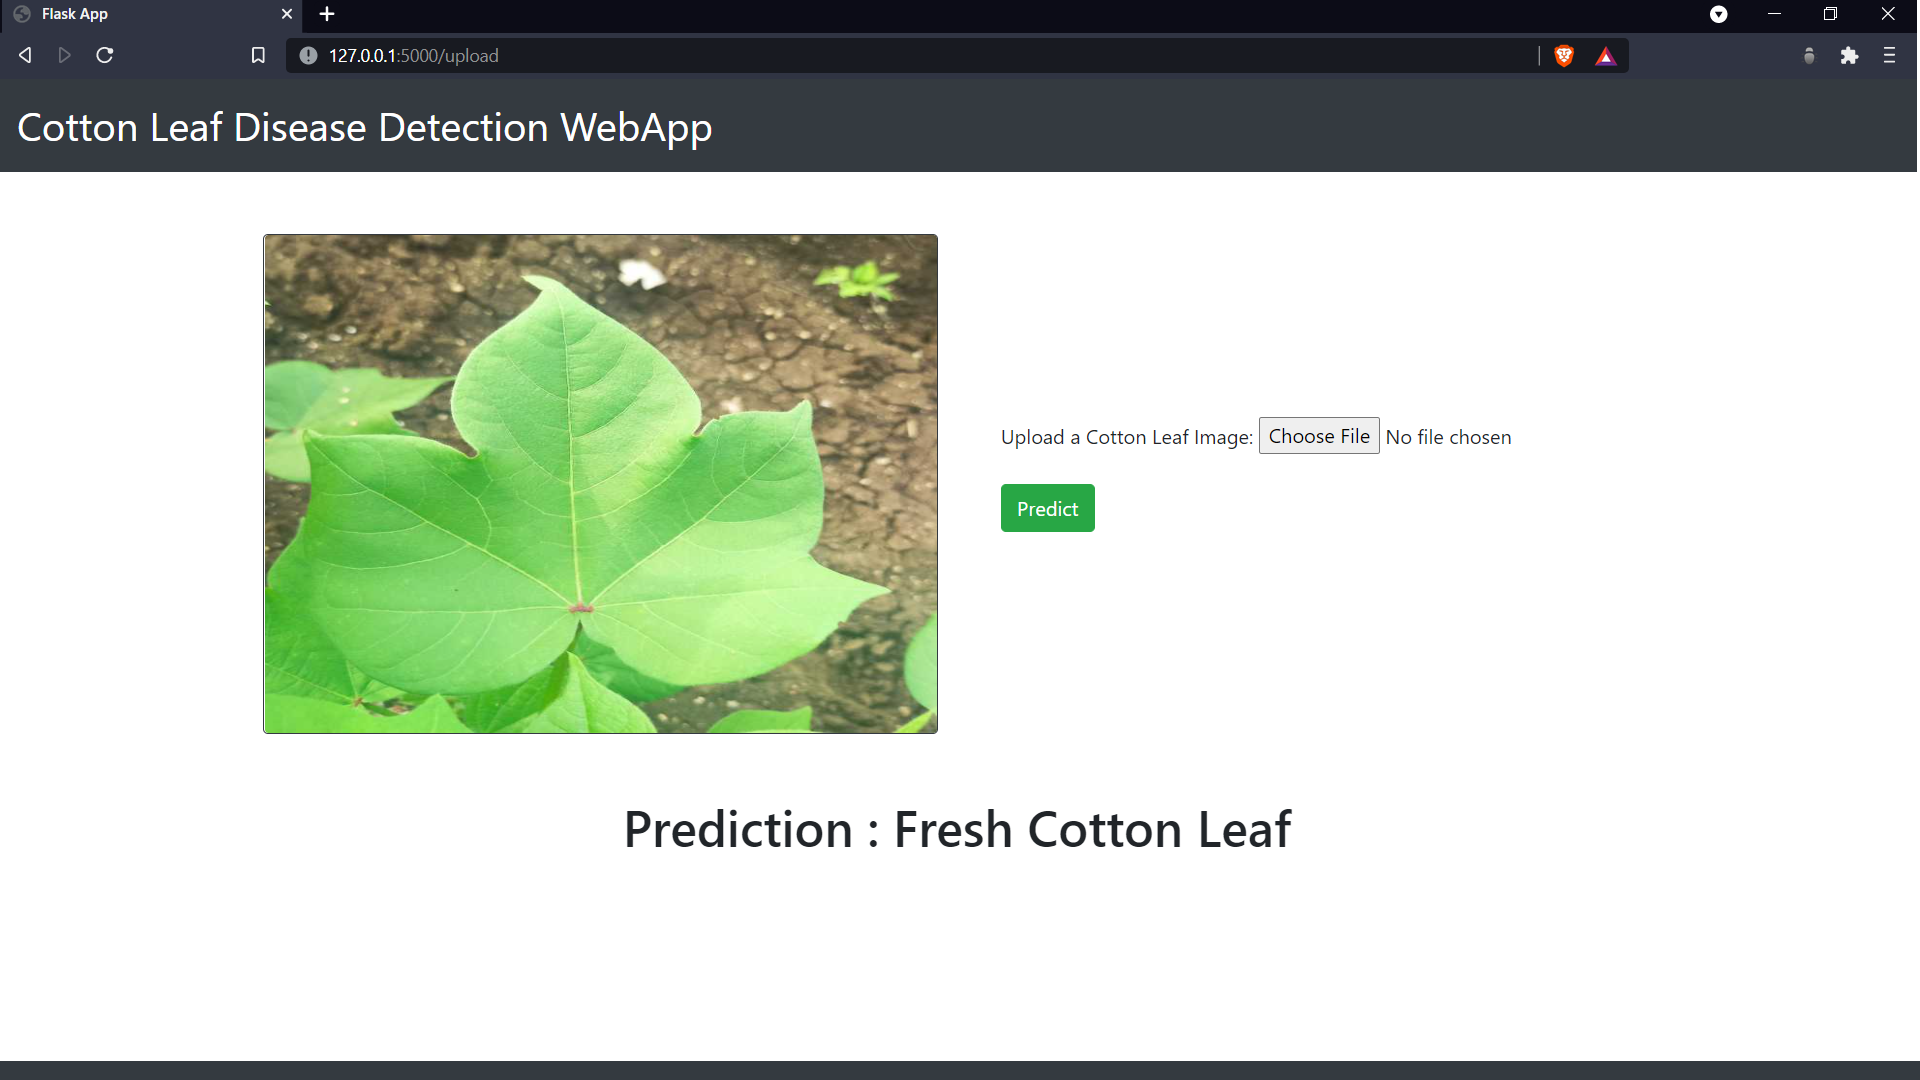 Flask App
127.0.0.1:5000/upload
Cotton Leaf Disease Detection WebApp
Upload a Cotton Leaf Image: Choose File No file chosen
Predict
Prediction : Fresh Cotton Leaf